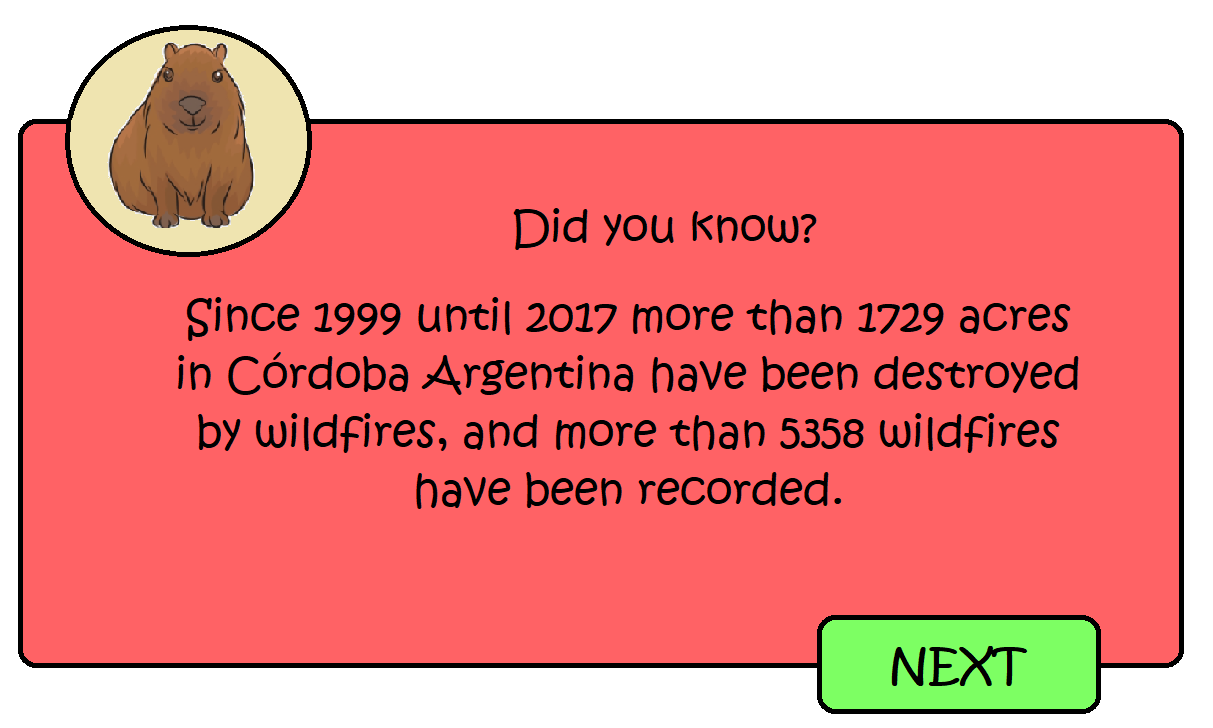 Did you know?
Since 1999 until 2017 more than 1729 acres
in Córdoba Argentina have been destroyed
by wildfires, and more than 5358 wildfires
have been recorded.
NEXT